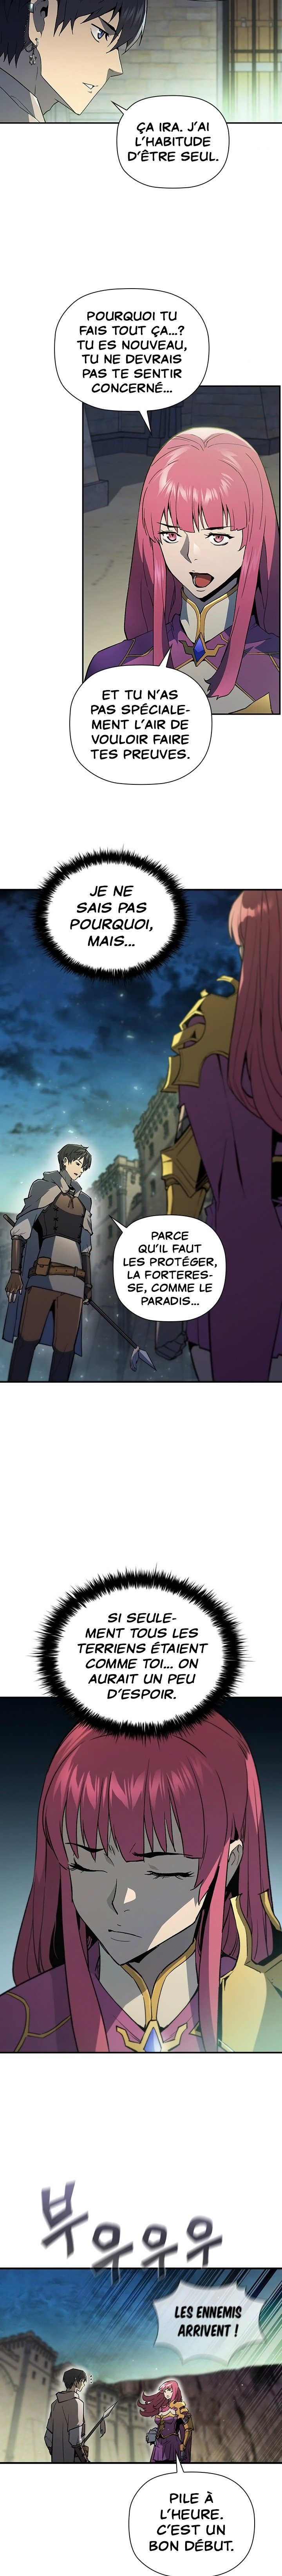 ÇA IRA. J'AI
L'HABITUDE
D'ÊTRE SEUL.
POURQUOI TU
FAIS TOUT ÇA...?
TU ES NOUVEAU,
TU NE DEVRAIS
PAS TE SENTIR
CONCERNÉ...
ET TU N'AS
PAS SPÉCIALE-
MENT L'AIR DE
VOULOIR FAIRE
TES PREUVES.
JE NE
SAIS PAS
POURQUOI,
MAIS...
PARCE
QU'IL FAUT
LES PROTÉGER,
LA FORTERES-
SE, COMME LE
PARADIS...
SI SEULE-
MENT TOUS LES
TERRIENS ÉTAIENT
COMME TOI... ON
AURAIT UN PEU
D'ESPOIR.
부우우우
LES ENNEMIS
ARRIVENT !
PILE À
L'HEURE.
C'EST UN
BON DÉBUT.